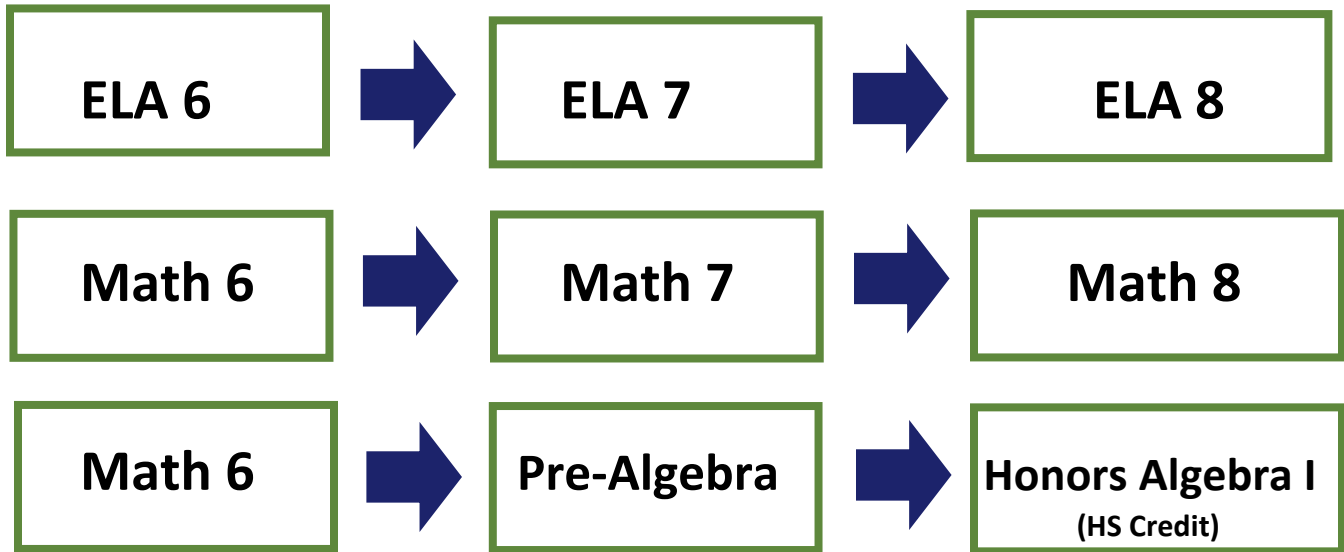 ELA 6
ELA 7
ELA 8
Math 6
Math 7
Math 8
Math 6
Pre-Algebra
Honors Algebra I
(HS Credit)